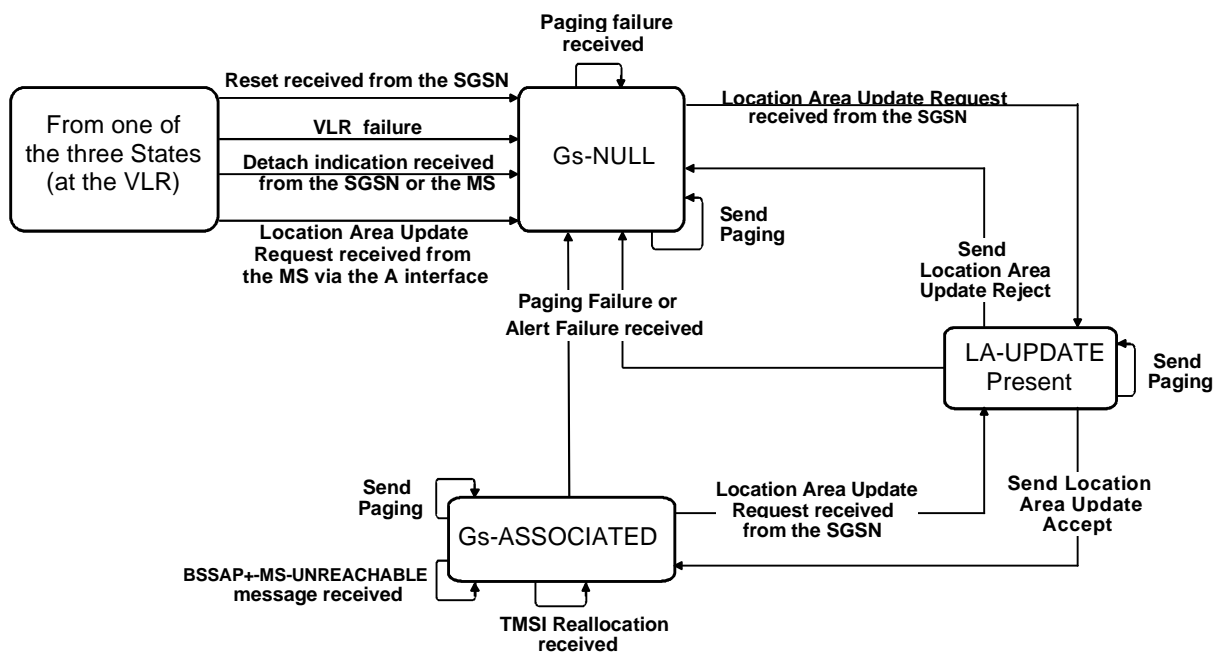 Paging failure
received
Reset received from the SGSN
From one of
the three States
(at the VLR)
VLR failure
Detach indication received
from the SGSN or the MS
Location Area Update
Request received from
the MS via the A interface
Gs-NULL
Location Area Update Request
received from the SGSN
Send
Paging
Send
Location Area
Update Reject
Paging Failure or
Alert Failure received
LA-UPDATE
Present
Send
Paging
Send
Paging
Gs-ASSOCIATED
Location Area Update
Request received
from the SGSN
Send Location
Area Update
Accept
BSSAP+-MS-UNREACHABLE
message received
TMSI Reallocation
received